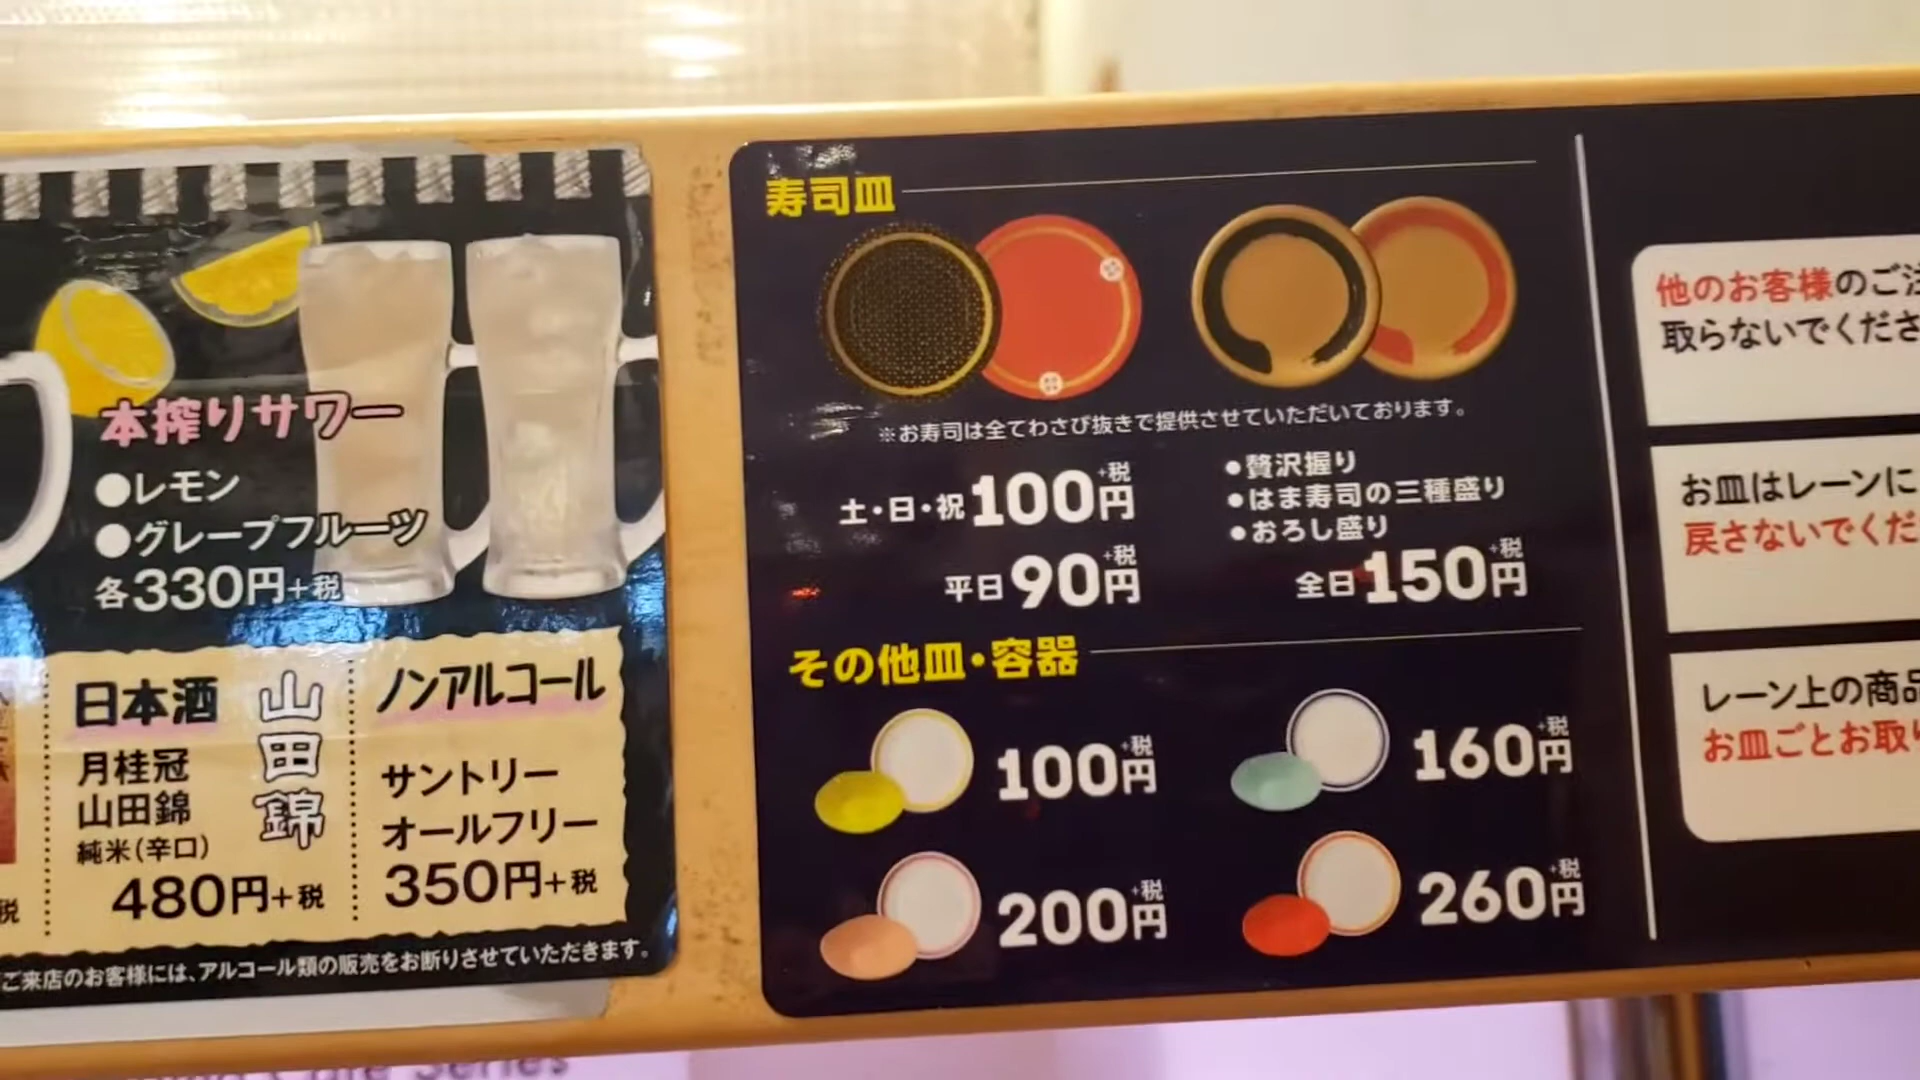 本搾りサワー
●レモン
●グレープフルーツ
各330円+税
日本酒
月桂冠
山田錦
純米(辛口)
480円+税
山田錦
ノンアルコール
サントリー
オールフリー
350円+税
税
ご来店のお客様には、アルコール類の販売をお断りさせていただきます。
寿司皿
※お寿司は全てわさび抜きで提供させていただいております。
土・日・祝100円+税
平日90円+税
●贅沢握り
●はま寿司の三種盛り
●おろし盛り
全日150円+税
その他皿・容器
100円+税
160円+税
200円+税
260円+税
他のお客様のご注
取らないでくださ
お皿はレーンに
戻さないでくだ
レーン上の商品
お皿ごとお取り